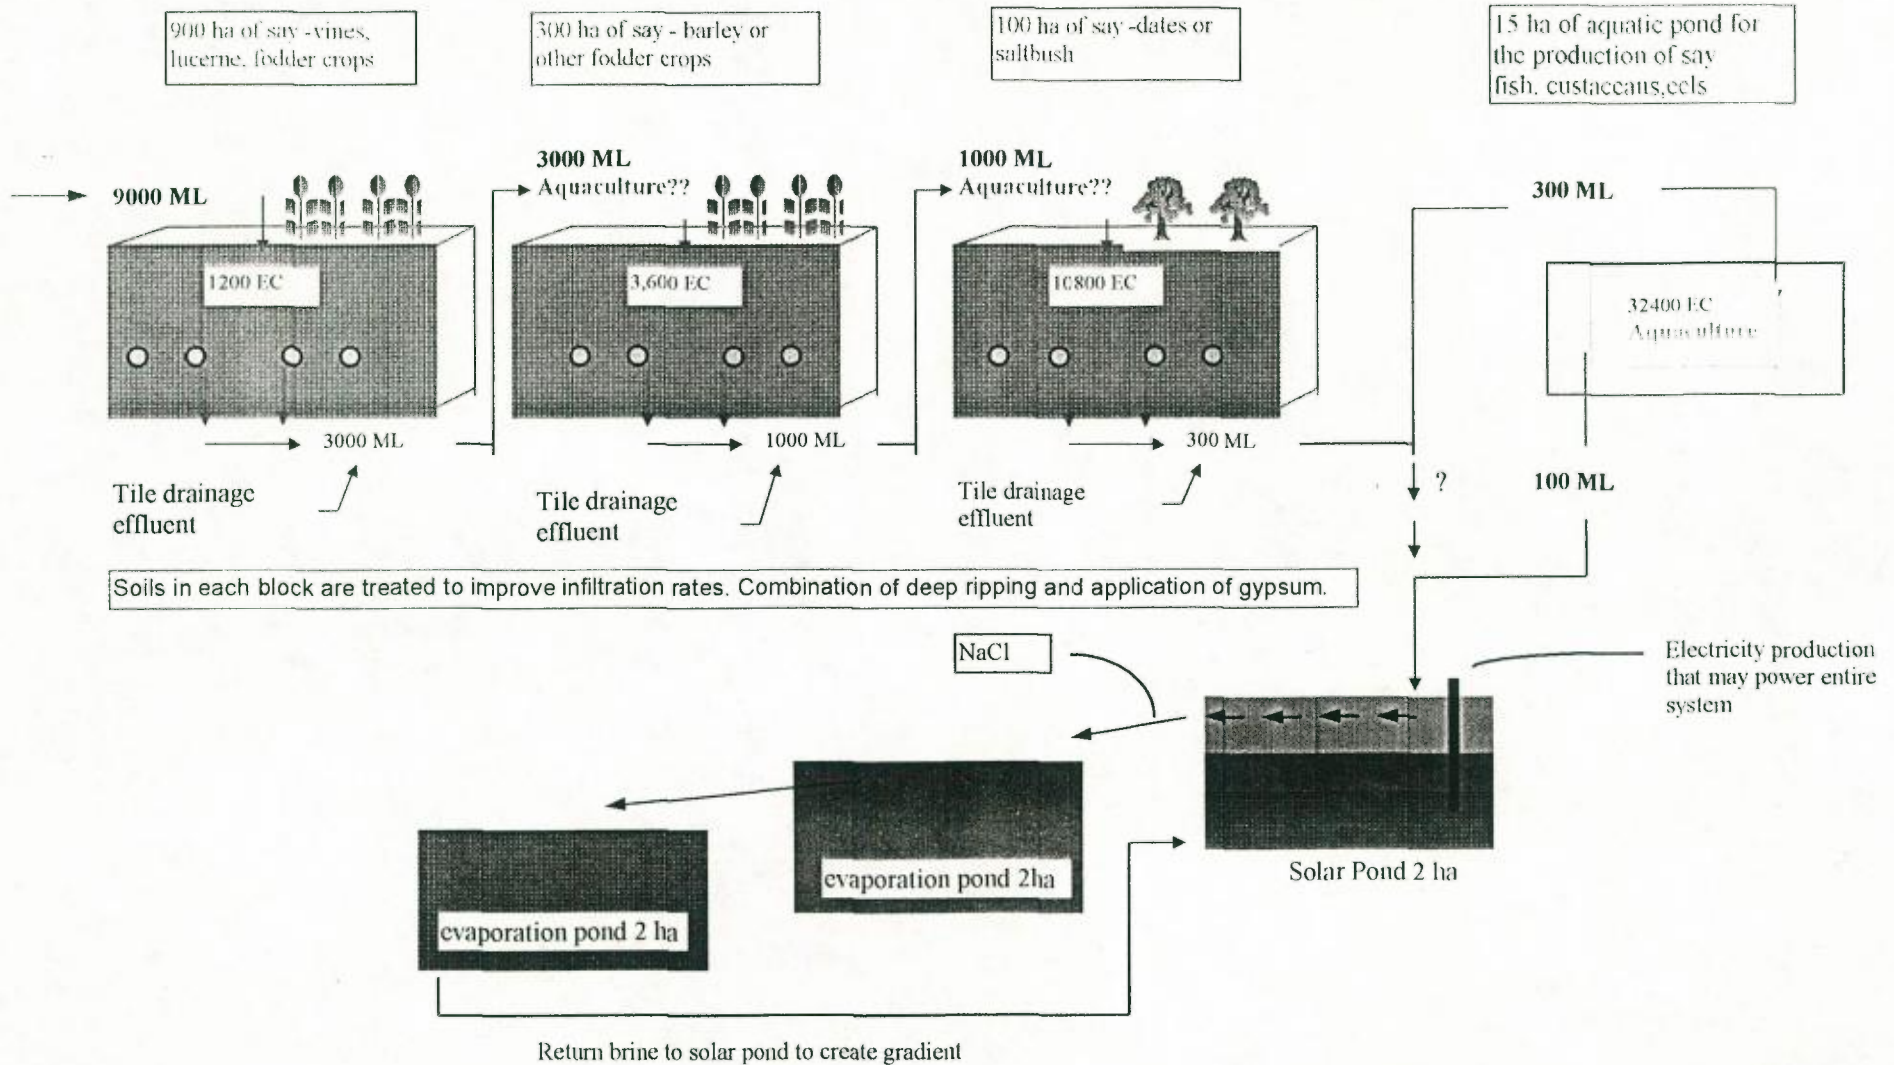 900 ha of say -vines,
lucerne, fodder crops
300 ha of say - barley or
other fodder crops
100 ha of say -dates or
saltbush
15 ha of aquatic pond for
the production of say
fish, custaceans,eels
9000 ML
3000 ML
Aquaculture??
1000 ML
Aquaculture??
300 ML
1200 EC
3,600 EC
10800 EC
32400 EC
Aquaculture
3000 ML
1000 ML
300 ML
Tile drainage
effluent
Tile drainage
effluent
Tile drainage
effluent
?
100 ML
Soils in each block are treated to improve infiltration rates. Combination of deep ripping and application of gypsum.
NaCl
Electricity production
that may power entire
system
evaporation pond 2ha
Solar Pond 2 ha
evaporation pond 2 ha
Return brine to solar pond to create gradient